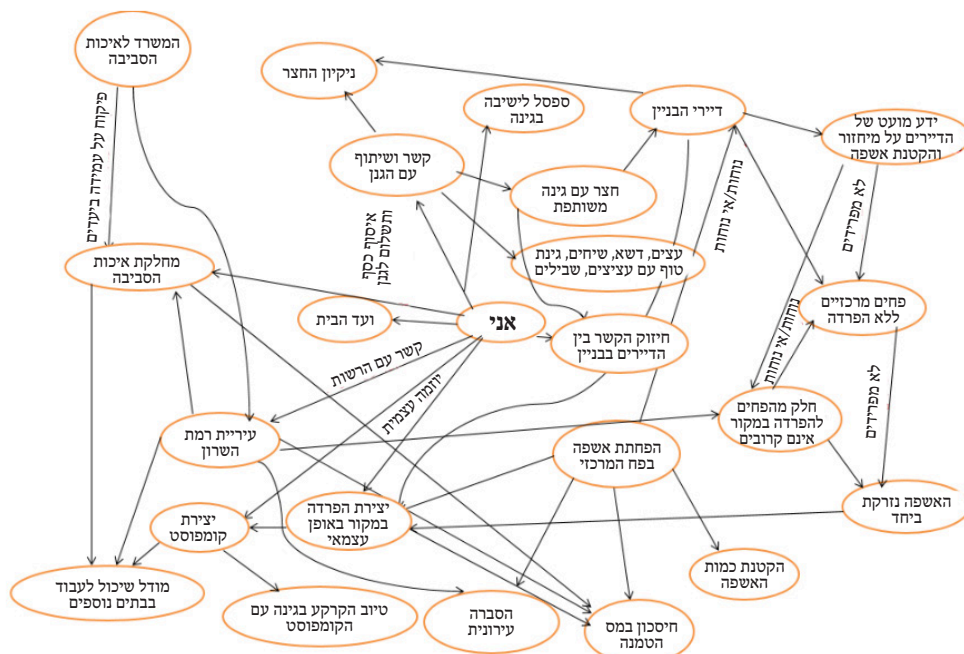 המשרד לאיכות
הסביבה
ניקיון החצר
ספסל לישיבה
בגינה
דיירי הבניין
ידע מועט של
הדיירים על מיחזור
והקטנת אשפה
פיקוח על עמידה ביעדים
קשר ושיתוף
עם הגנן
חצר עם גינה
משותפת
נוחות/אי נוחות
לא מפרידים
איסוף כסף
ותשלום לגנן
עצים, דשא, שיחים, גינת
טוף עם עציצים, שבילים
מחלקת איכות
הסביבה
פחים מרכזיים
ללא הפרדה
ועד הבית
אני
חיזוק הקשר בין
הדיירים בבניין
נוחות/אי נוחות
קשר עם הרשות
יוזמה עצמית
לא מפרידים
חלק מהפחים
להפרדה במקור
אינם קרובים
עיריית רמת
השרון
הפחתת אשפה
בפח המרכזי
האשפה נזרקת
ביחד
יצירת
קומפוסט
יצירת הפרדה
במקור באופן
עצמאי
הקטנת כמות
האשפה
מודל שיכול לעבוד
בבתים נוספים
טיוב הקרקע בגינה עם
הקומפוסט
הסברה
עירונית
חיסכון במס
הטמנה